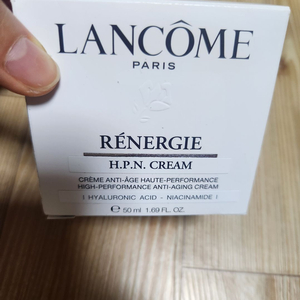 LANCÔME
PARIS
RÉNERGIE
H.P.N. CREAM
CRÈME ANTI-ÂGE HAUTE-PERFORMANCE
HIGH-PERFORMANCE ANTI-AGING CREAM
| HYALURONIC ACID - NIACINAMIDE |
℮ 50 ml 1.69 FL. OZ.